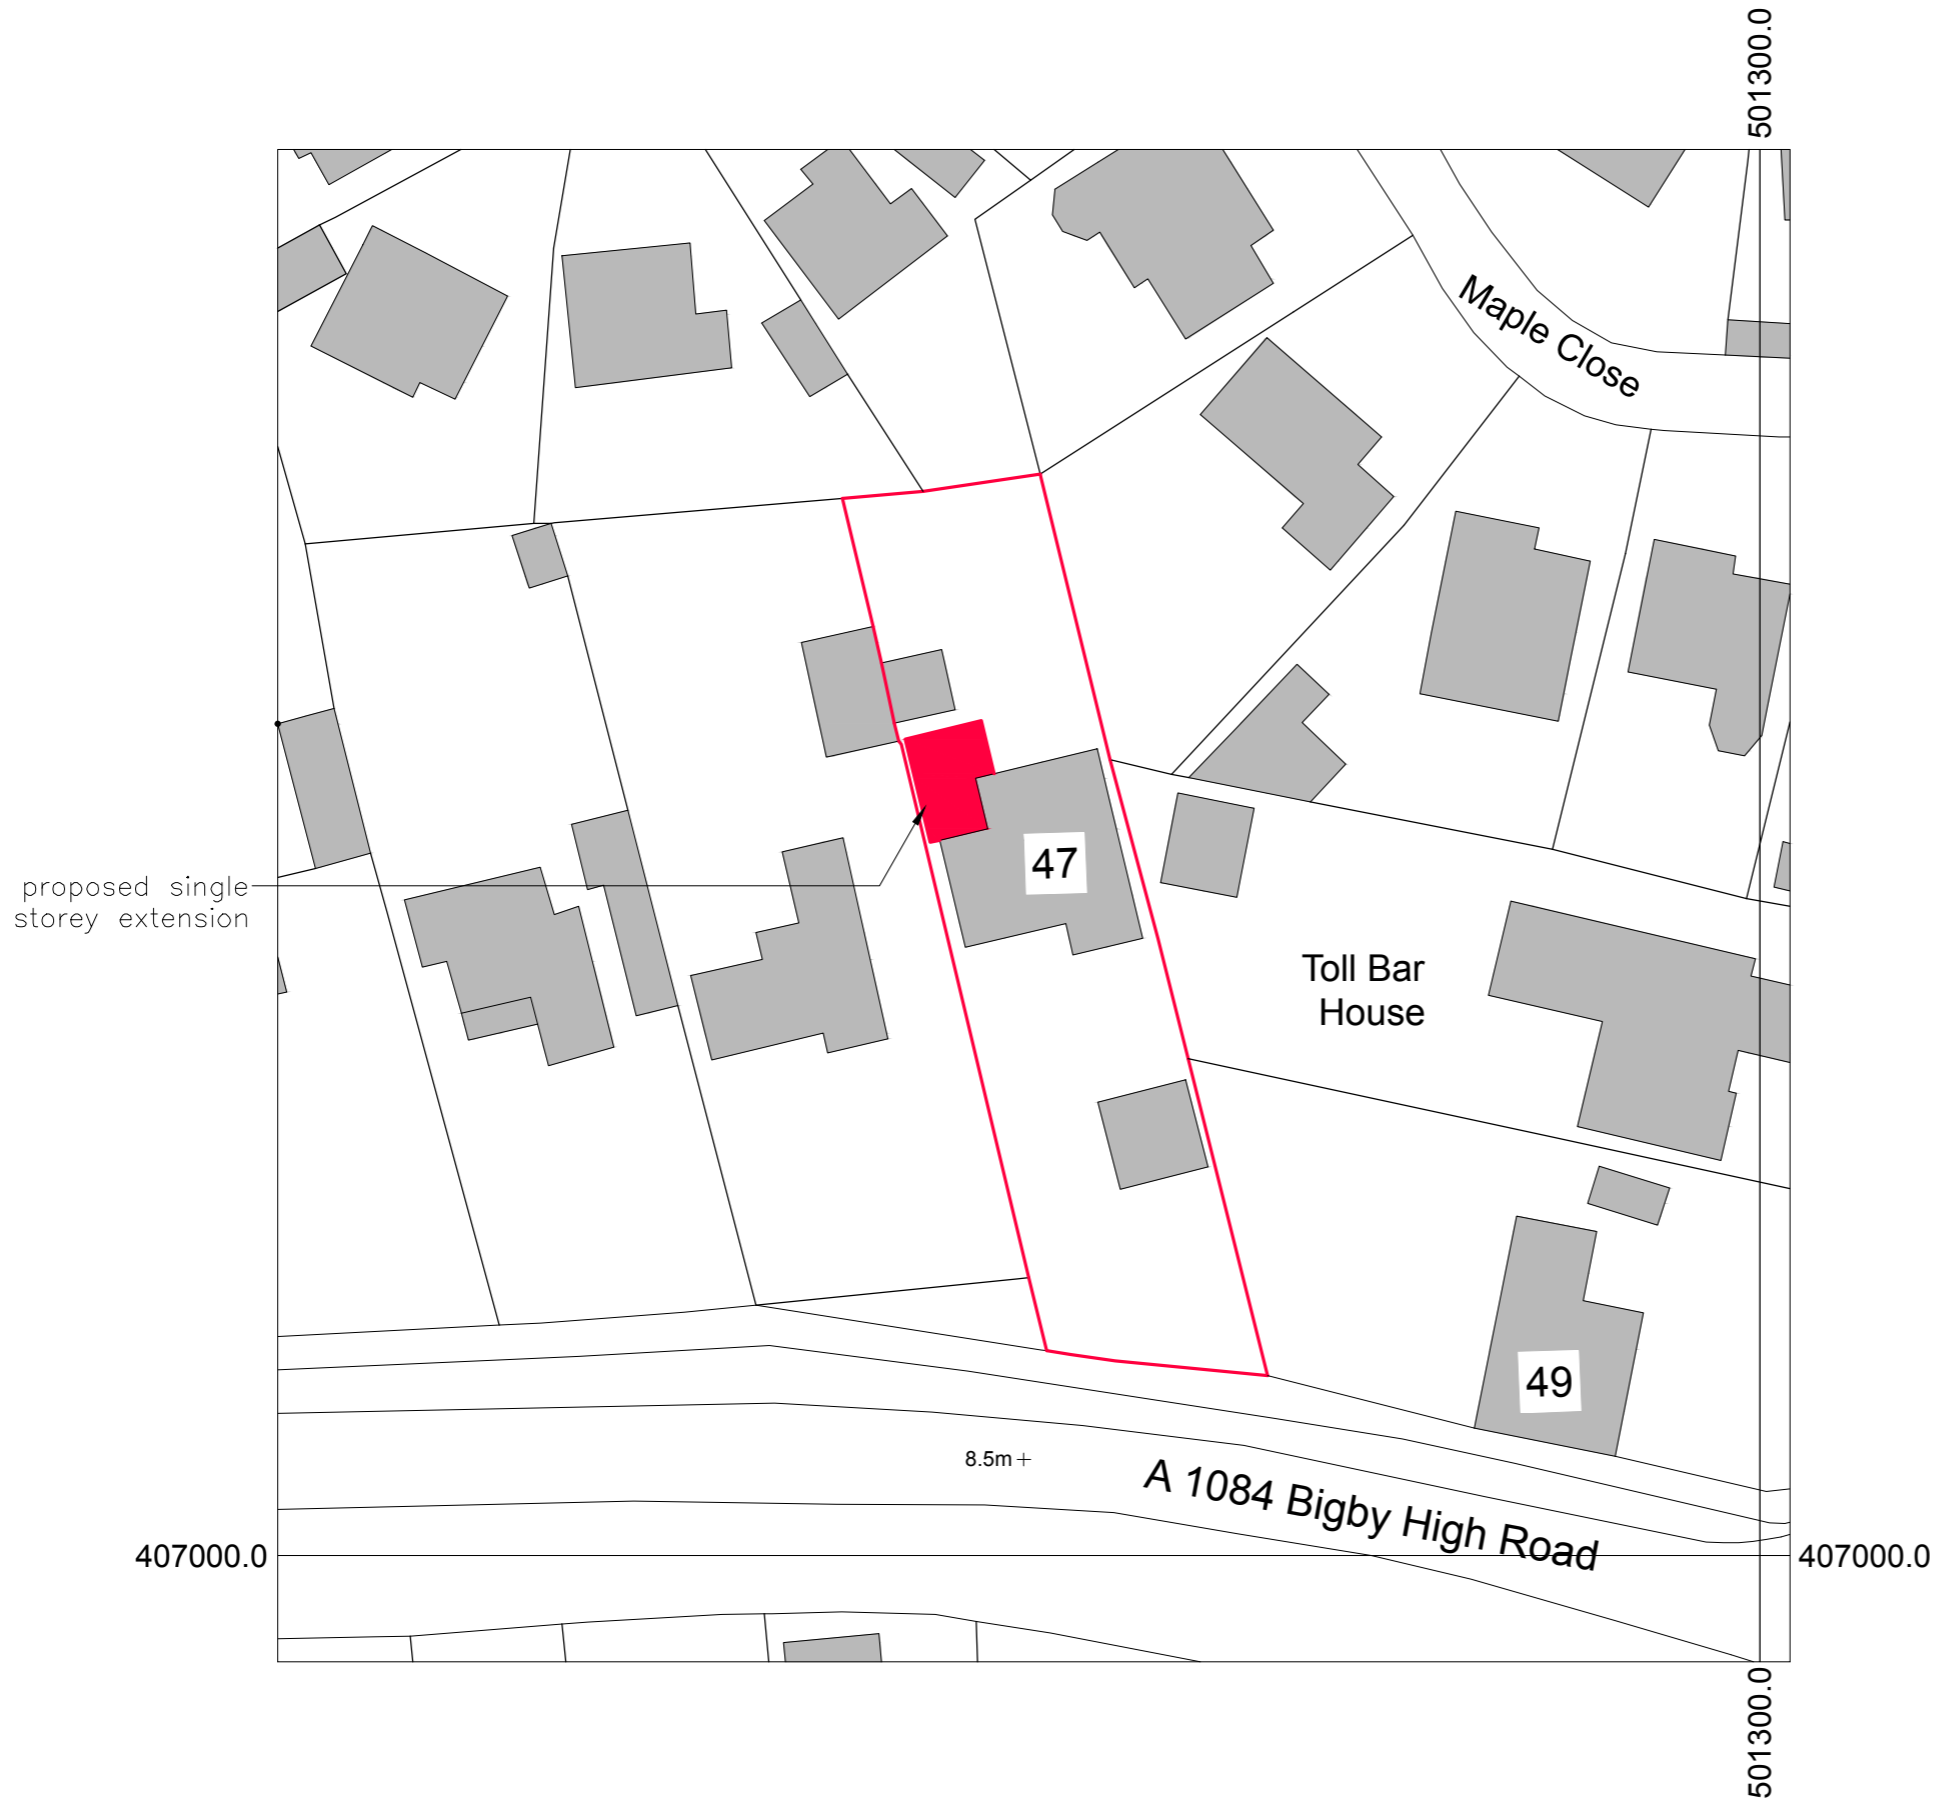 501300.0
Maple Close
47
proposed single
storey extension
Toll Bar
House
49
8.5m
A 1084 Bigby High Road
407000.0
407000.0
501300.0